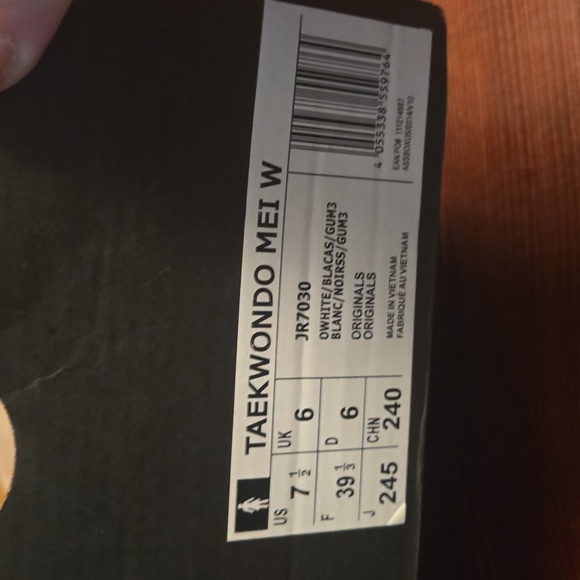 TAEKWONDO MEI W
US 7 1/2
UK 6
F 39 1/3
D 6
J 245
CHN 240
JR7030
OWHITE/BLACAS/GUM3
BLANC/NOIRSS/GUM3
ORIGINALS
ORIGINALS
MADE IN VIETNAM
FABRIQUÉ AU VIETNAM
4 055338 559764